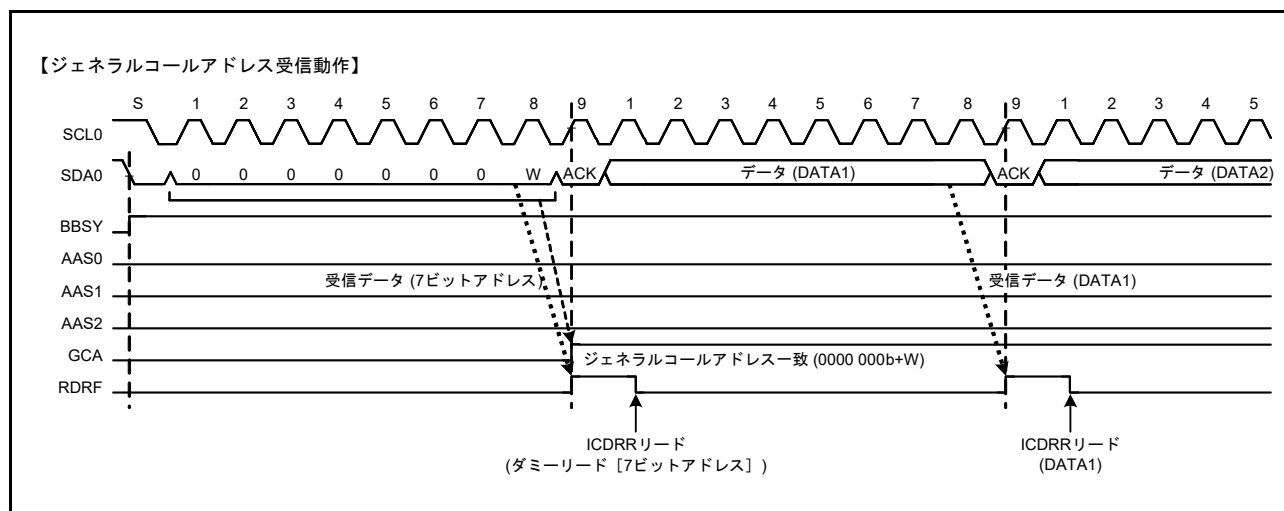 【ジェネラルコールアドレス受信動作】
S 1 2 3 4 5 6 7 8 9 1 2 3 4 5 6 7 8 9 1 2 3 4 5
SCL0
SDA0 0 0 0 0 0 0 0 W ACK データ (DATA1) ACK データ (DATA2)
BBSY
AAS0
受信データ (7ビットアドレス) 受信データ (DATA1)
AAS1
AAS2
GCA ジェネラルコールアドレス一致 (0000 000b+W)
RDRF
ICDRRリード ICDRRリード
(ダミーリード [7ビットアドレス] ) (DATA1)